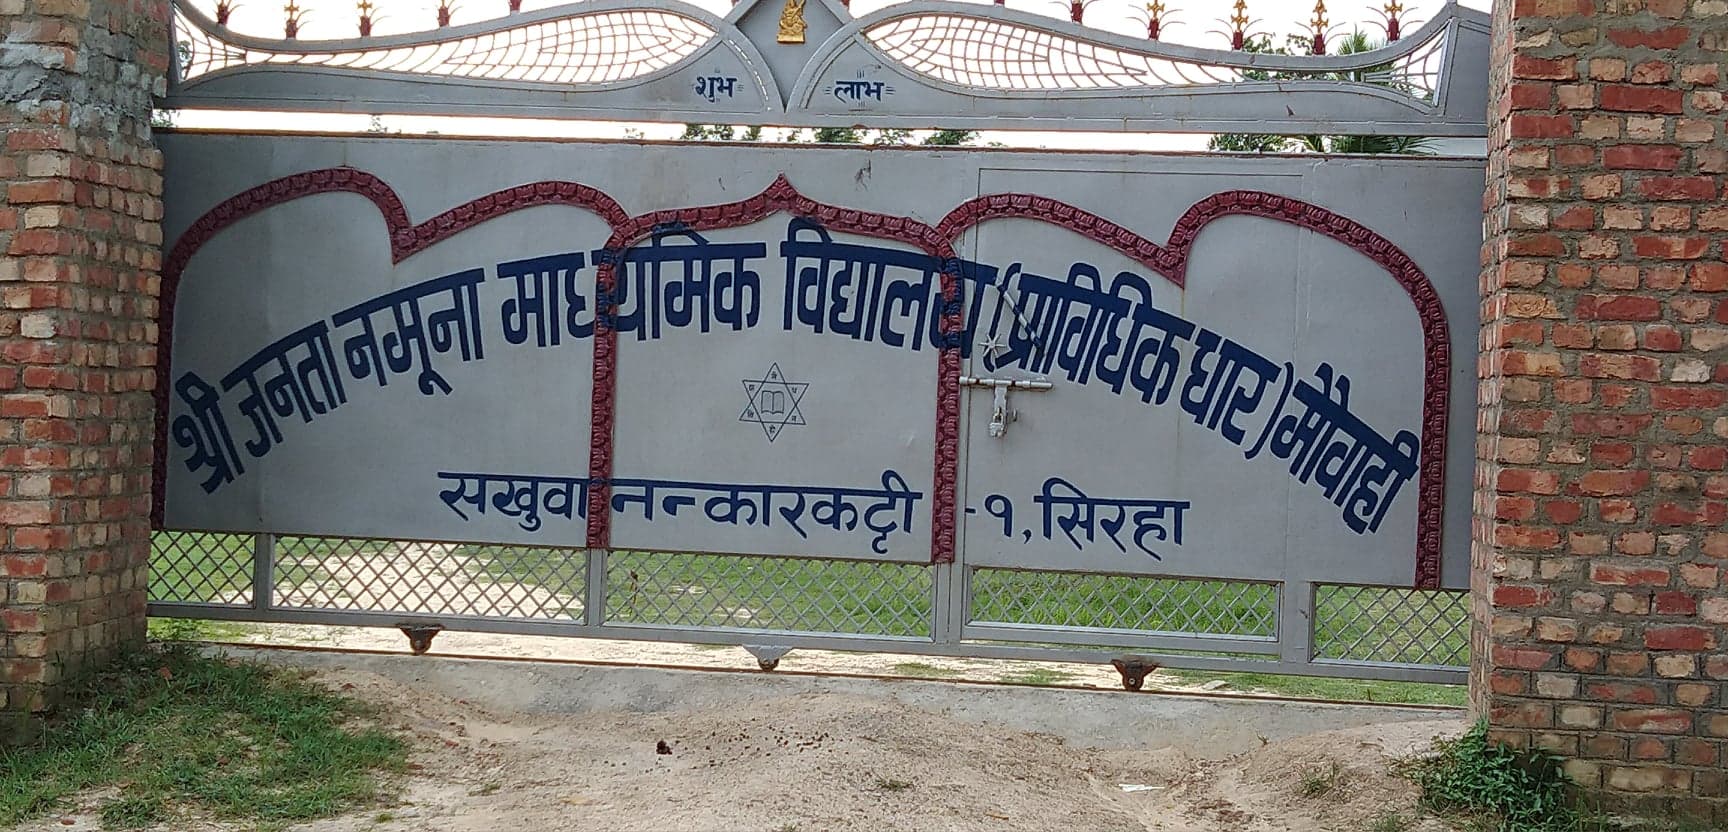 शुभ लाभ
श्री जनता नमूना माध्यमिक विद्यालय (प्राविधिक धार) मौवाही
सखुवानन्कारकट्टी -१, सिरहा